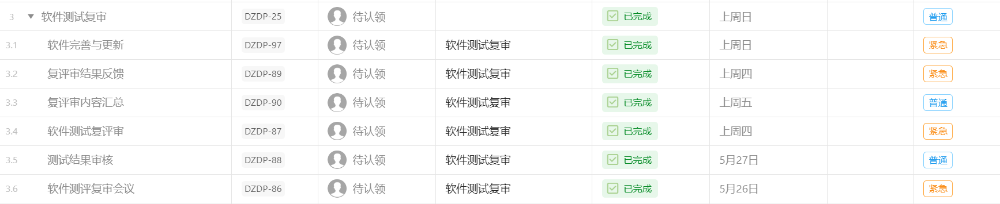 3 软件测试复审 DZDP-25 待认领 已完成 上周日 普通
3.1 软件完善与更新 DZDP-97 待认领 软件测试复审 已完成 上周日 紧急
3.2 复评审结果反馈 DZDP-89 待认领 软件测试复审 已完成 上周四 紧急
3.3 复评审内容汇总 DZDP-90 待认领 软件测试复审 已完成 上周五 普通
3.4 软件测试复评审 DZDP-87 待认领 软件测试复审 已完成 上周四 紧急
3.5 测试结果审核 DZDP-88 待认领 软件测试复审 已完成 5月27日 普通
3.6 软件测评复审会议 DZDP-86 待认领 软件测试复审 已完成 5月26日 紧急